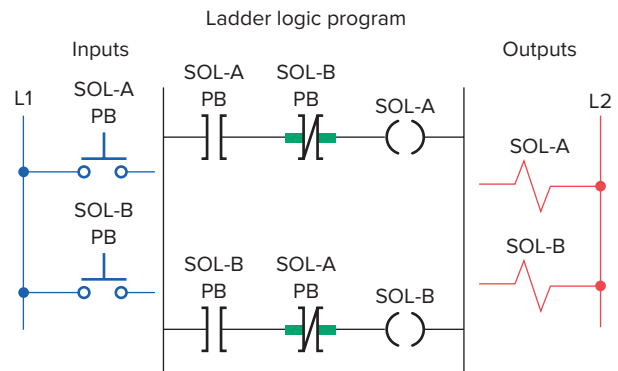 Ladder logic program
Inputs
Outputs
L1
SOL-A
PB
SOL-B
PB
SOL-A
PB
SOL-B
PB
SOL-A
SOL-B
PB
SOL-A
PB
SOL-B
L2
SOL-A
SOL-B